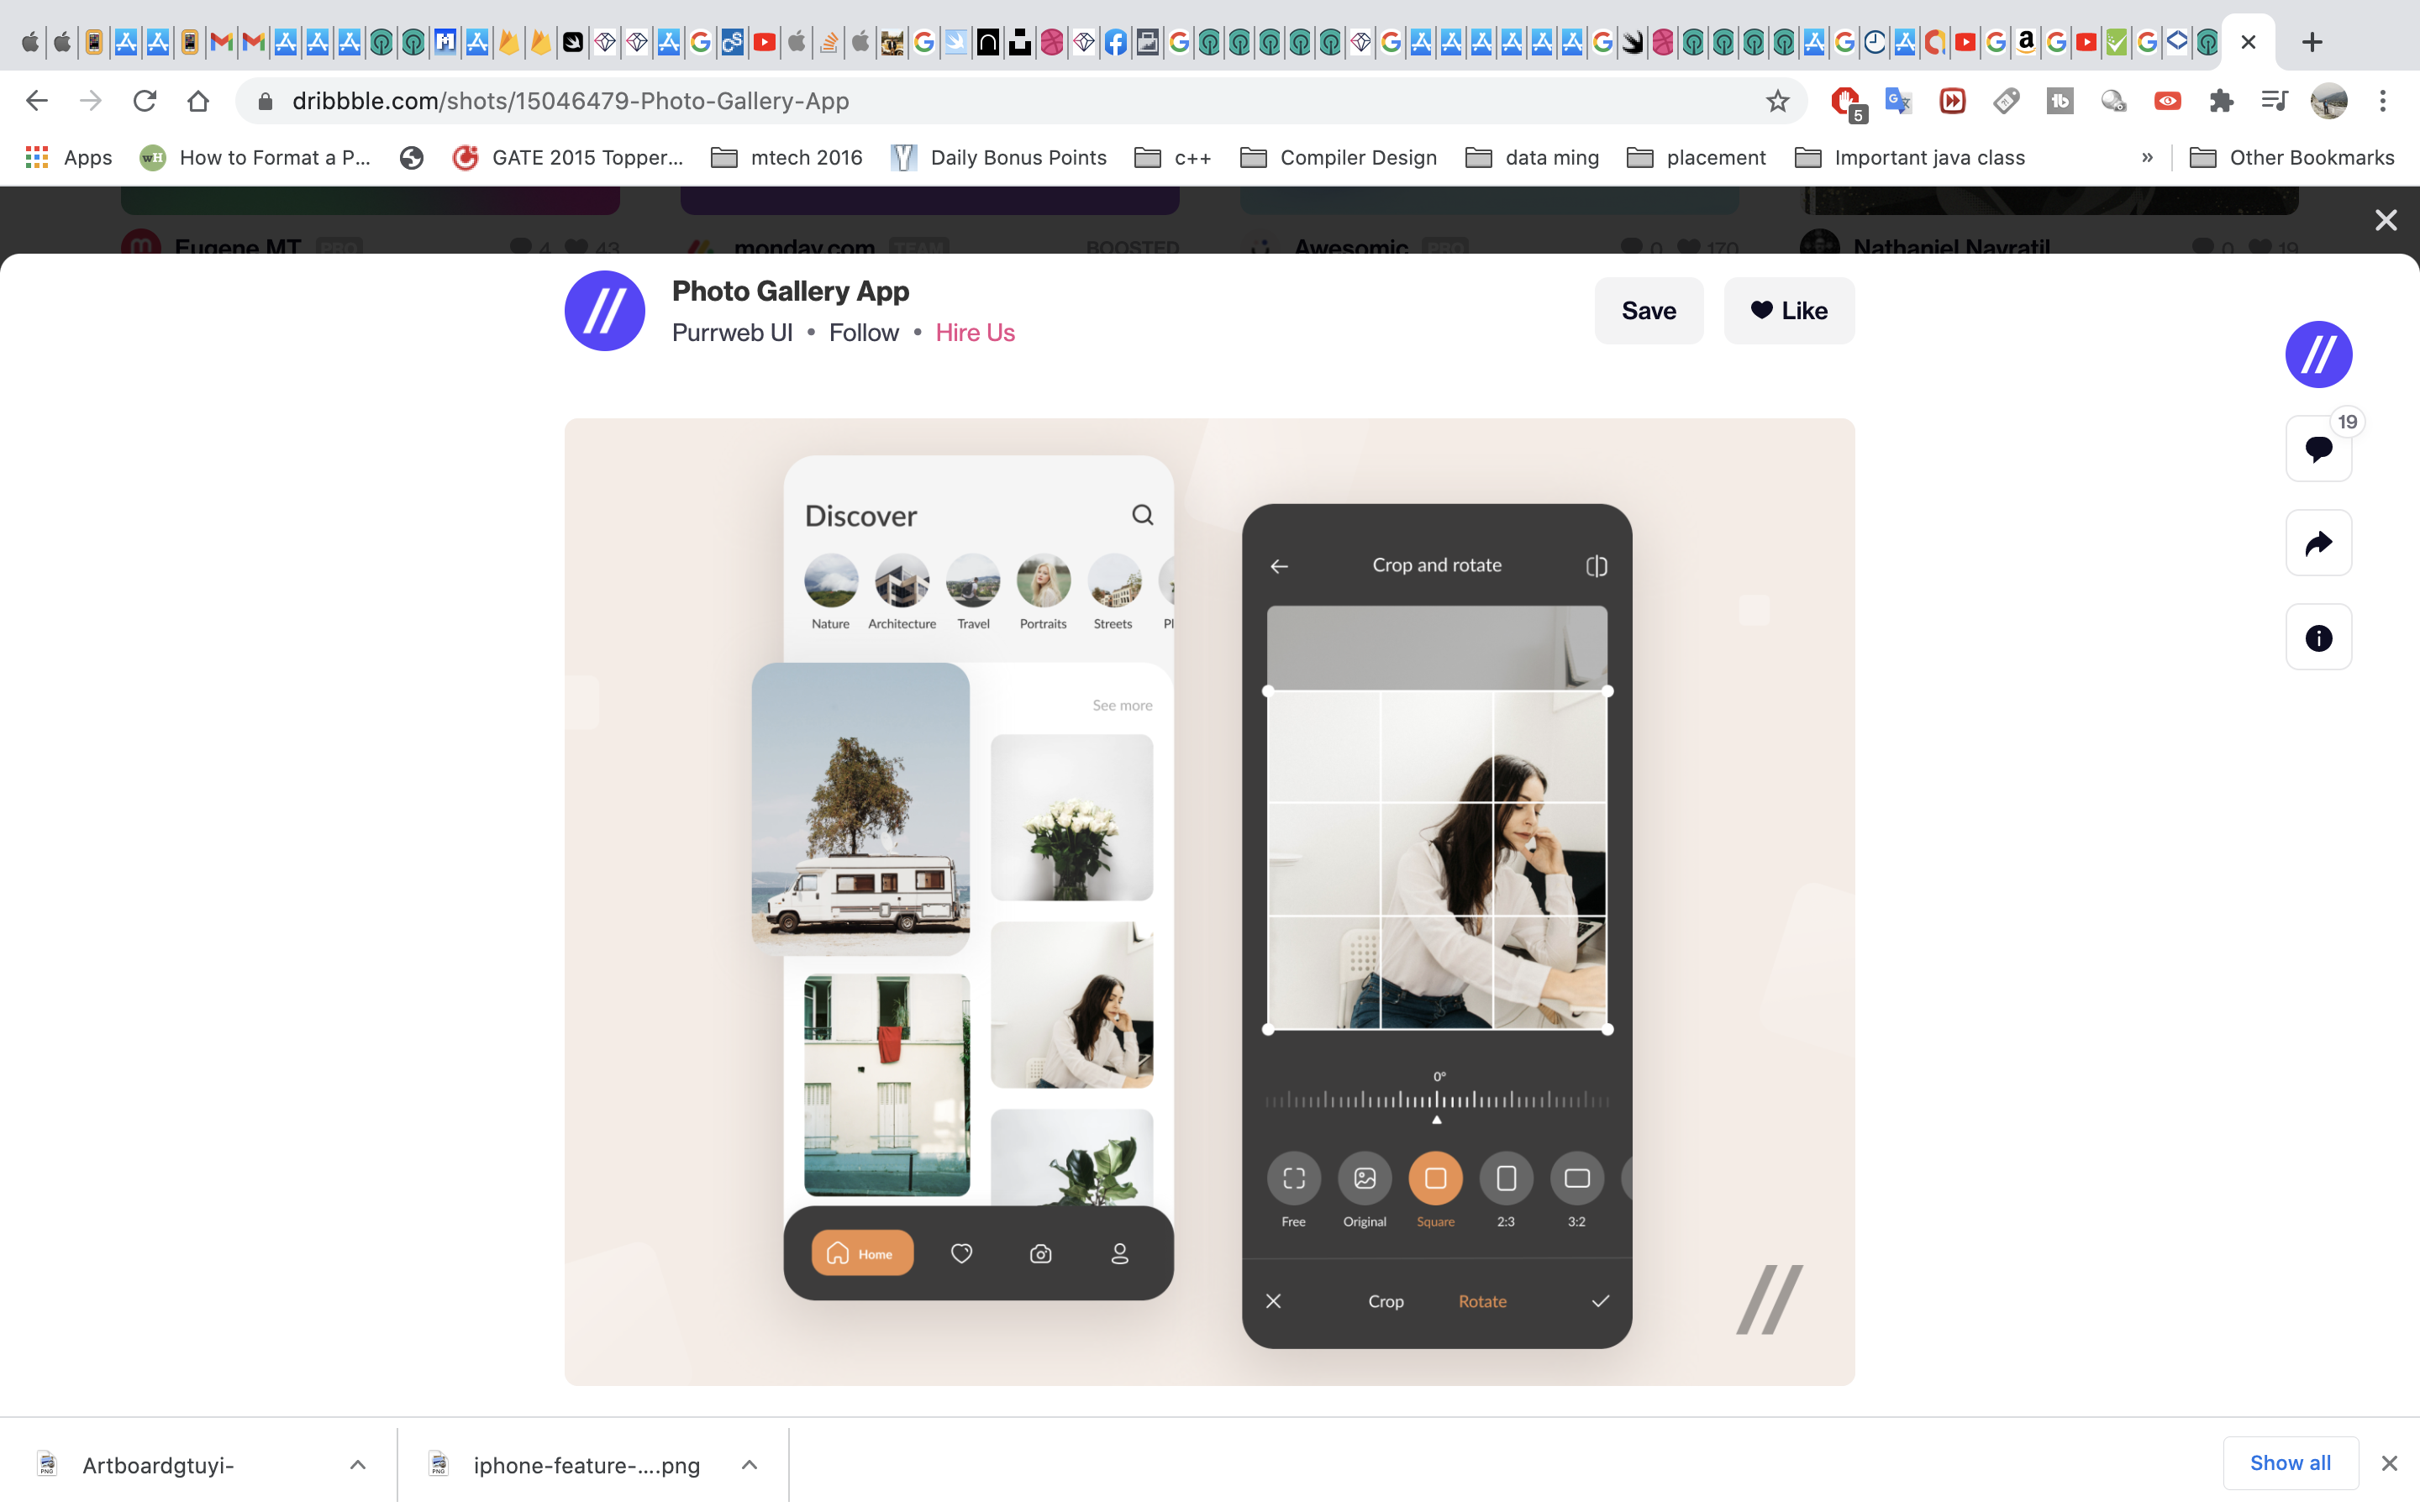 5
dribbble.com/shots/15046479-Photo-Gallery-App
Apps
How to Format a P...
GATE 2015 Topper...
mtech 2016
Daily Bonus Points
c++
Compiler Design
data ming
placement
Important java class
»
Other Bookmarks
Eugene MT PRO 4 43
monday.com TEAM BOOSTED
Awesomic PRO 0 170
Nathaniel Navratil 0 19
Photo Gallery App
Purrweb UI • Follow • Hire Us
Save
Like
19
Discover
Nature Architecture Travel Portraits Streets Pl
See more
Home
Crop and rotate
0°
Free Original Square 2:3 3:2
Crop Rotate
Artboardgtuyi-
iphone-feature-....png
Show all